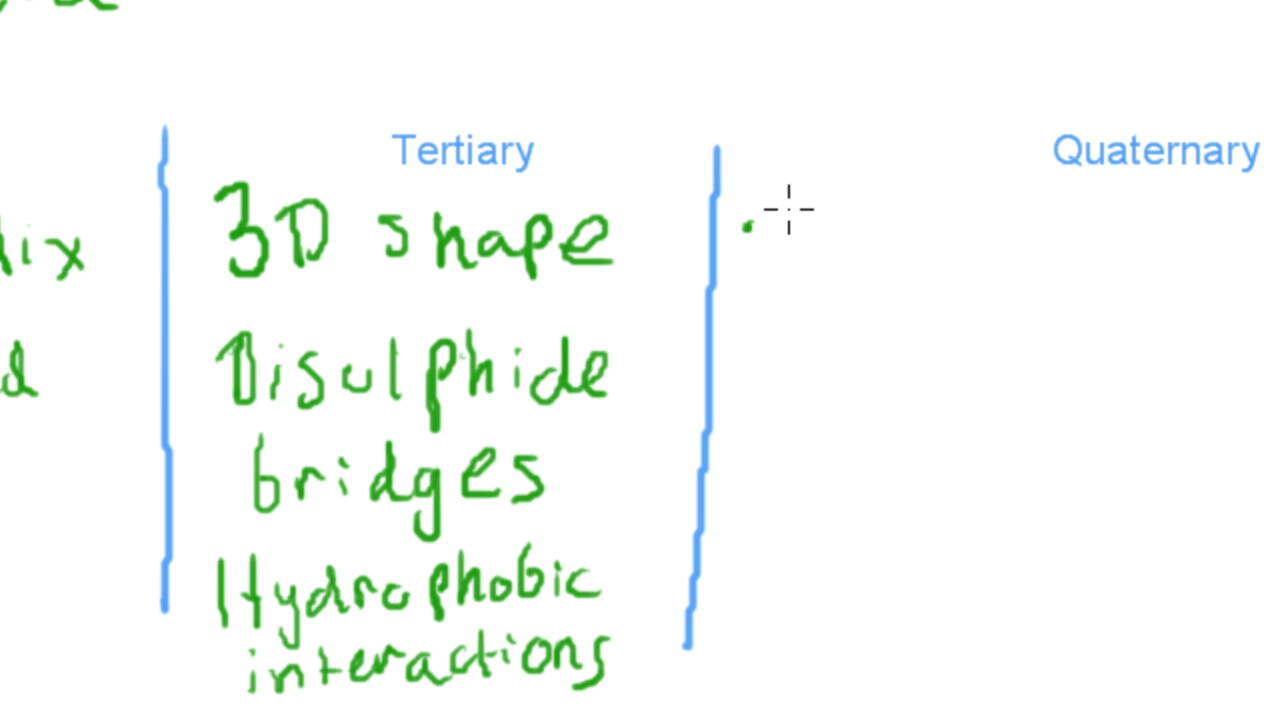 Tertiary
Quaternary
3D shape
Disulphide
bridges
Hydrophobic
interactions